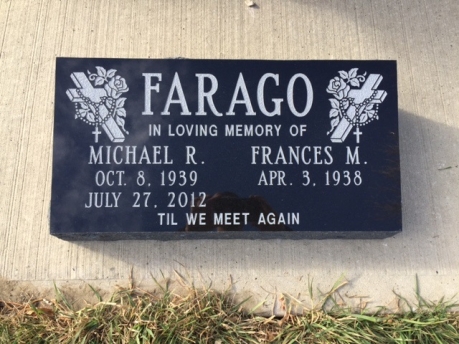 FARAGO
IN LOVING MEMORY OF
MICHAEL R. FRANCES M.
OCT. 8, 1939 APR. 3, 1938
JULY 27, 2012
TIL WE MEET AGAIN